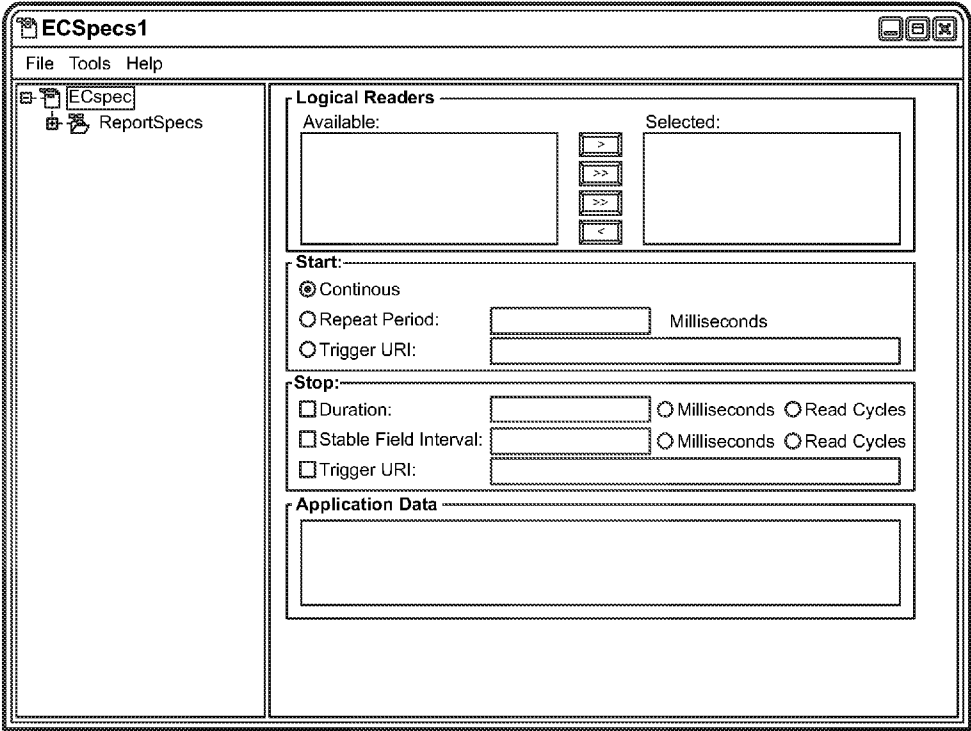 ECSpecs1
File Tools Help
ECspec
ReportSpecs
Logical Readers
Available:
Selected:
>
>>
>>
<
Start:
Continous
Repeat Period: Milliseconds
Trigger URI:
Stop:
Duration: Milliseconds Read Cycles
Stable Field Interval: Milliseconds Read Cycles
Trigger URI:
Application Data